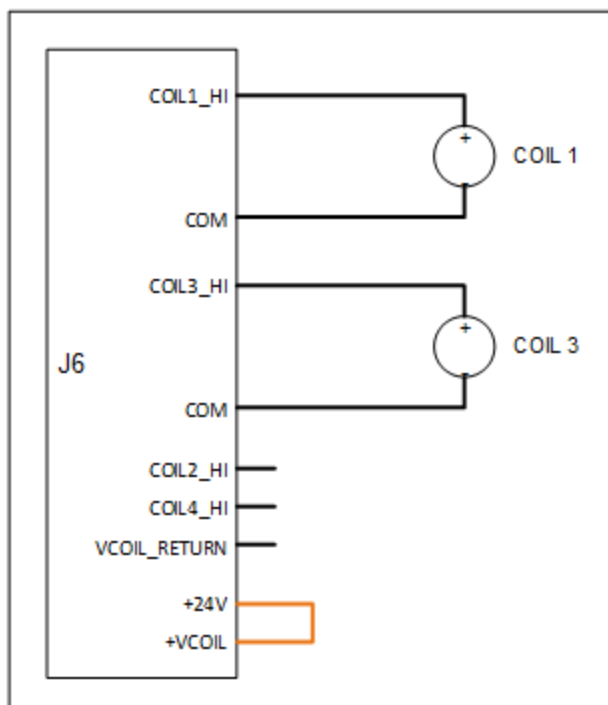 COIL1_HI
+
COIL 1
-
COM
COIL3_HI
+
COIL 3
-
J6
COM
COIL2_HI
COIL4_HI
VCOIL_RETURN
+24V
+VCOIL